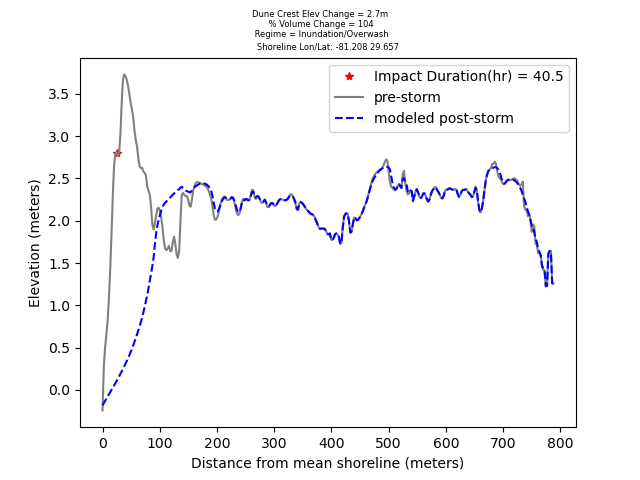 Dune Crest Elev Change = 2.7m
% Volume Change = 104
Regime = Inundation/Overwash
Shoreline Lon/Lat: -81.208 29.657
Impact Duration(hr) = 40.5
pre-storm
modeled post-storm
Elevation (meters)
3.5
3.0
2.5
2.0
1.5
1.0
0.5
0.0
0 100 200 300 400 500 600 700 800
Distance from mean shoreline (meters)